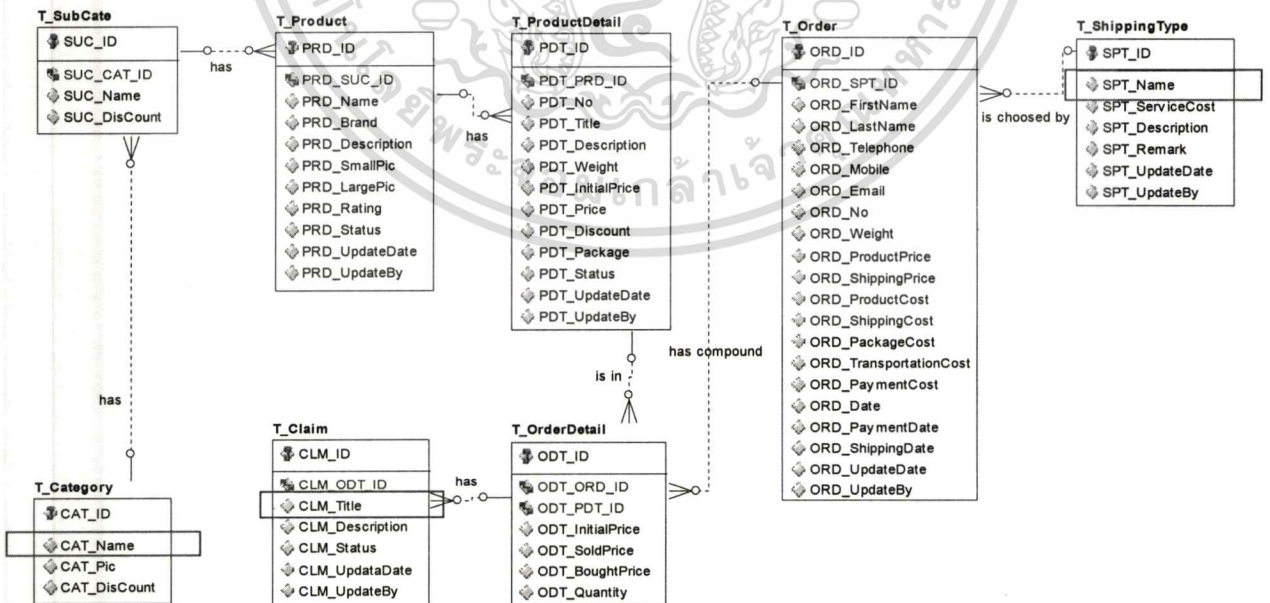 T_SubCate
SUC_ID
SUC_CAT_ID
SUC_Name
SUC_DisCount
has
T_Product
PRD_ID
PRD_SUC_ID
PRD_Name
PRD_Brand
PRD_Description
PRD_SmallPic
PRD_LargePic
PRD_Rating
PRD_Status
PRD_UpdateDate
PRD_UpdateBy
has
T_ProductDetail
PDT_ID
PDT_PRD_ID
PDT_No
PDT_Title
PDT_Description
PDT_Weight
PDT_InitialPrice
PDT_Price
PDT_Discount
PDT_Package
PDT_Status
PDT_UpdateDate
PDT_UpdateBy
T_Order
ORD_ID
ORD_SPT_ID
ORD_FirstName
ORD_LastName
ORD_Telephone
ORD_Mobile
ORD_Email
ORD_No
ORD_Weight
ORD_ProductPrice
ORD_ShippingPrice
ORD_ProductCost
ORD_ShippingCost
ORD_PackageCost
ORD_TransportationCost
ORD_PaymentCost
ORD_Date
ORD_PaymentDate
ORD_ShippingDate
ORD_UpdateDate
ORD_UpdateBy
is choosed by
T_ShippingType
SPT_ID
SPT_Name
SPT_ServiceCost
SPT_Description
SPT_Remark
SPT_UpdateDate
SPT_UpdateBy
has compound
is in
has
T_Category
CAT_ID
CAT_Name
CAT_Pic
CAT_DisCount
T_Claim
CLM_ID
CLM_ODT_ID
CLM_Title
CLM_Description
CLM_Status
CLM_UpdataDate
CLM_UpdateBy
has
T_OrderDetail
ODT_ID
ODT_ORD_ID
ODT_PDT_ID
ODT_InitialPrice
ODT_SoldPrice
ODT_BoughtPrice
ODT_Quantity